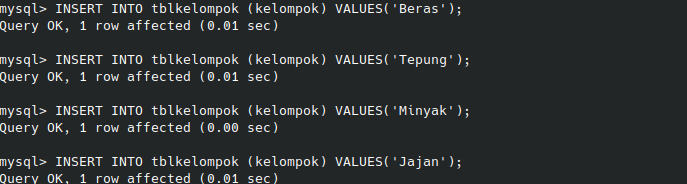 mysql> INSERT INTO tblkelompok (kelompok) VALUES('Beras');
Query OK, 1 row affected (0.01 sec)
mysql> INSERT INTO tblkelompok (kelompok) VALUES('Tepung');
Query OK, 1 row affected (0.01 sec)
mysql> INSERT INTO tblkelompok (kelompok) VALUES('Minyak');
Query OK, 1 row affected (0.00 sec)
mysql> INSERT INTO tblkelompok (kelompok) VALUES('Jajan');
Query OK, 1 row affected (0.01 sec)